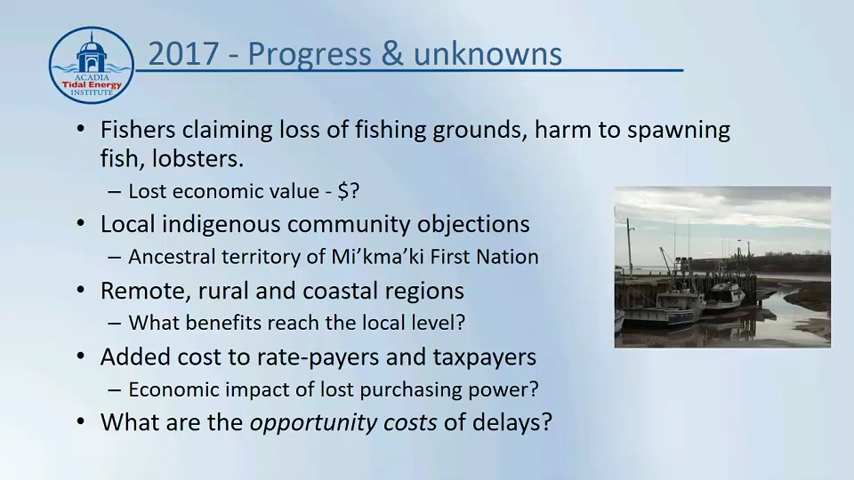 2017 - Progress & unknowns
ACADIA
Tidal Energy
INSTITUTE
• Fishers claiming loss of fishing grounds, harm to spawning
fish, lobsters.
– Lost economic value - $?
• Local indigenous community objections
– Ancestral territory of Mi’kma’ki First Nation
• Remote, rural and coastal regions
– What benefits reach the local level?
• Added cost to rate-payers and taxpayers
– Economic impact of lost purchasing power?
• What are the opportunity costs of delays?